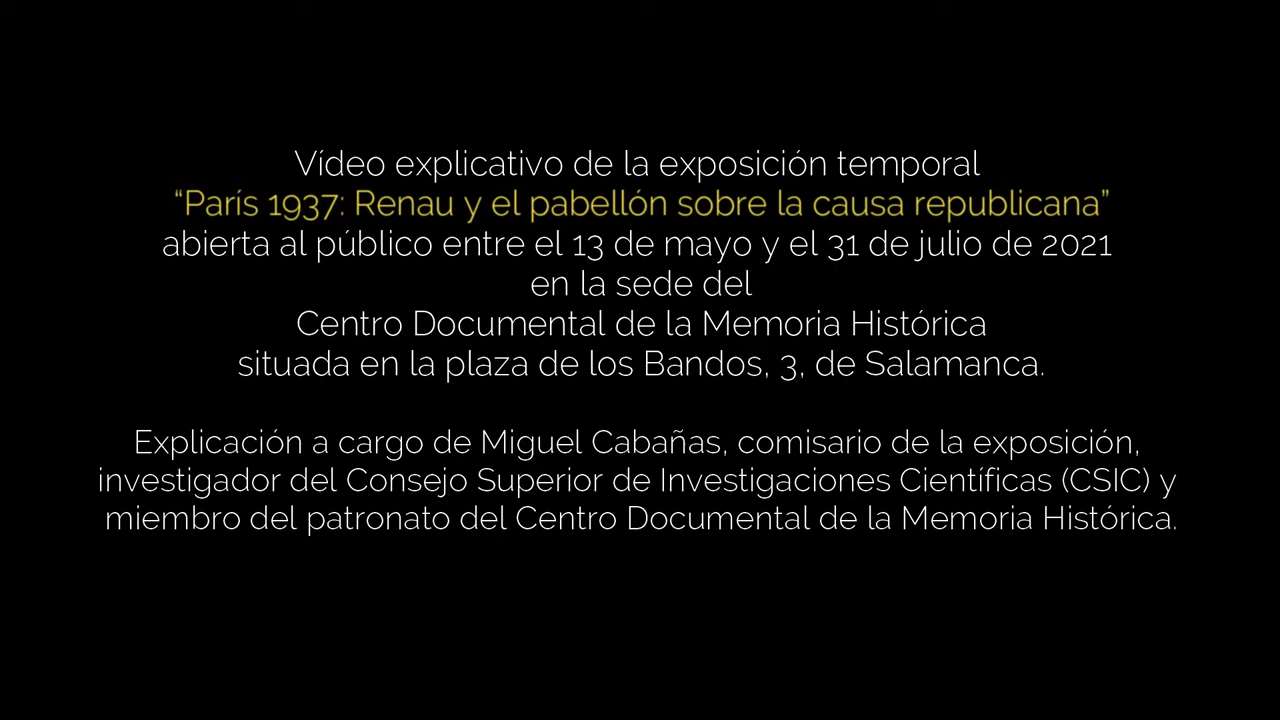 Vídeo explicativo de la exposición temporal
“París 1937: Renau y el pabellón sobre la causa republicana”
abierta al público entre el 13 de mayo y el 31 de julio de 2021
en la sede del
Centro Documental de la Memoria Histórica
situada en la plaza de los Bandos, 3, de Salamanca.
Explicación a cargo de Miguel Cabañas, comisario de la exposición,
investigador del Consejo Superior de Investigaciones Científicas (CSIC) y
miembro del patronato del Centro Documental de la Memoria Histórica.